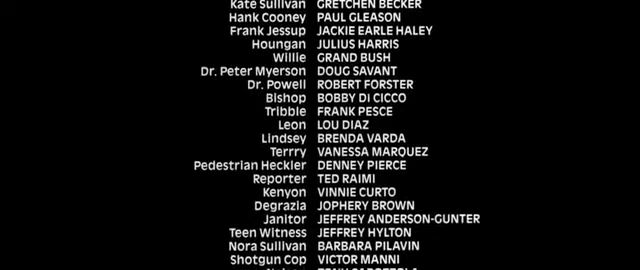 Kate Sullivan GRETCHEN BECKER
Hank Cooney PAUL GLEASON
Frank Jessup JACKIE EARLE HALEY
Houngan JULIUS HARRIS
Willie GRAND BUSH
Dr. Peter Myerson DOUG SAVANT
Dr. Powell ROBERT FORSTER
Bishop BOBBY Di CICCO
Tribble FRANK PESCE
Leon LOU DIAZ
Lindsey BRENDA VARDA
Terrry VANESSA MARQUEZ
Pedestrian Heckler DENNEY PIERCE
Reporter TED RAIMI
Kenyon VINNIE CURTO
Degrazia JOPHERY BROWN
Janitor JEFFREY ANDERSON-GUNTER
Teen Witness JEFFREY HYLTON
Nora Sullivan BARBARA PILAVIN
Shotgun Cop VICTOR MANNI